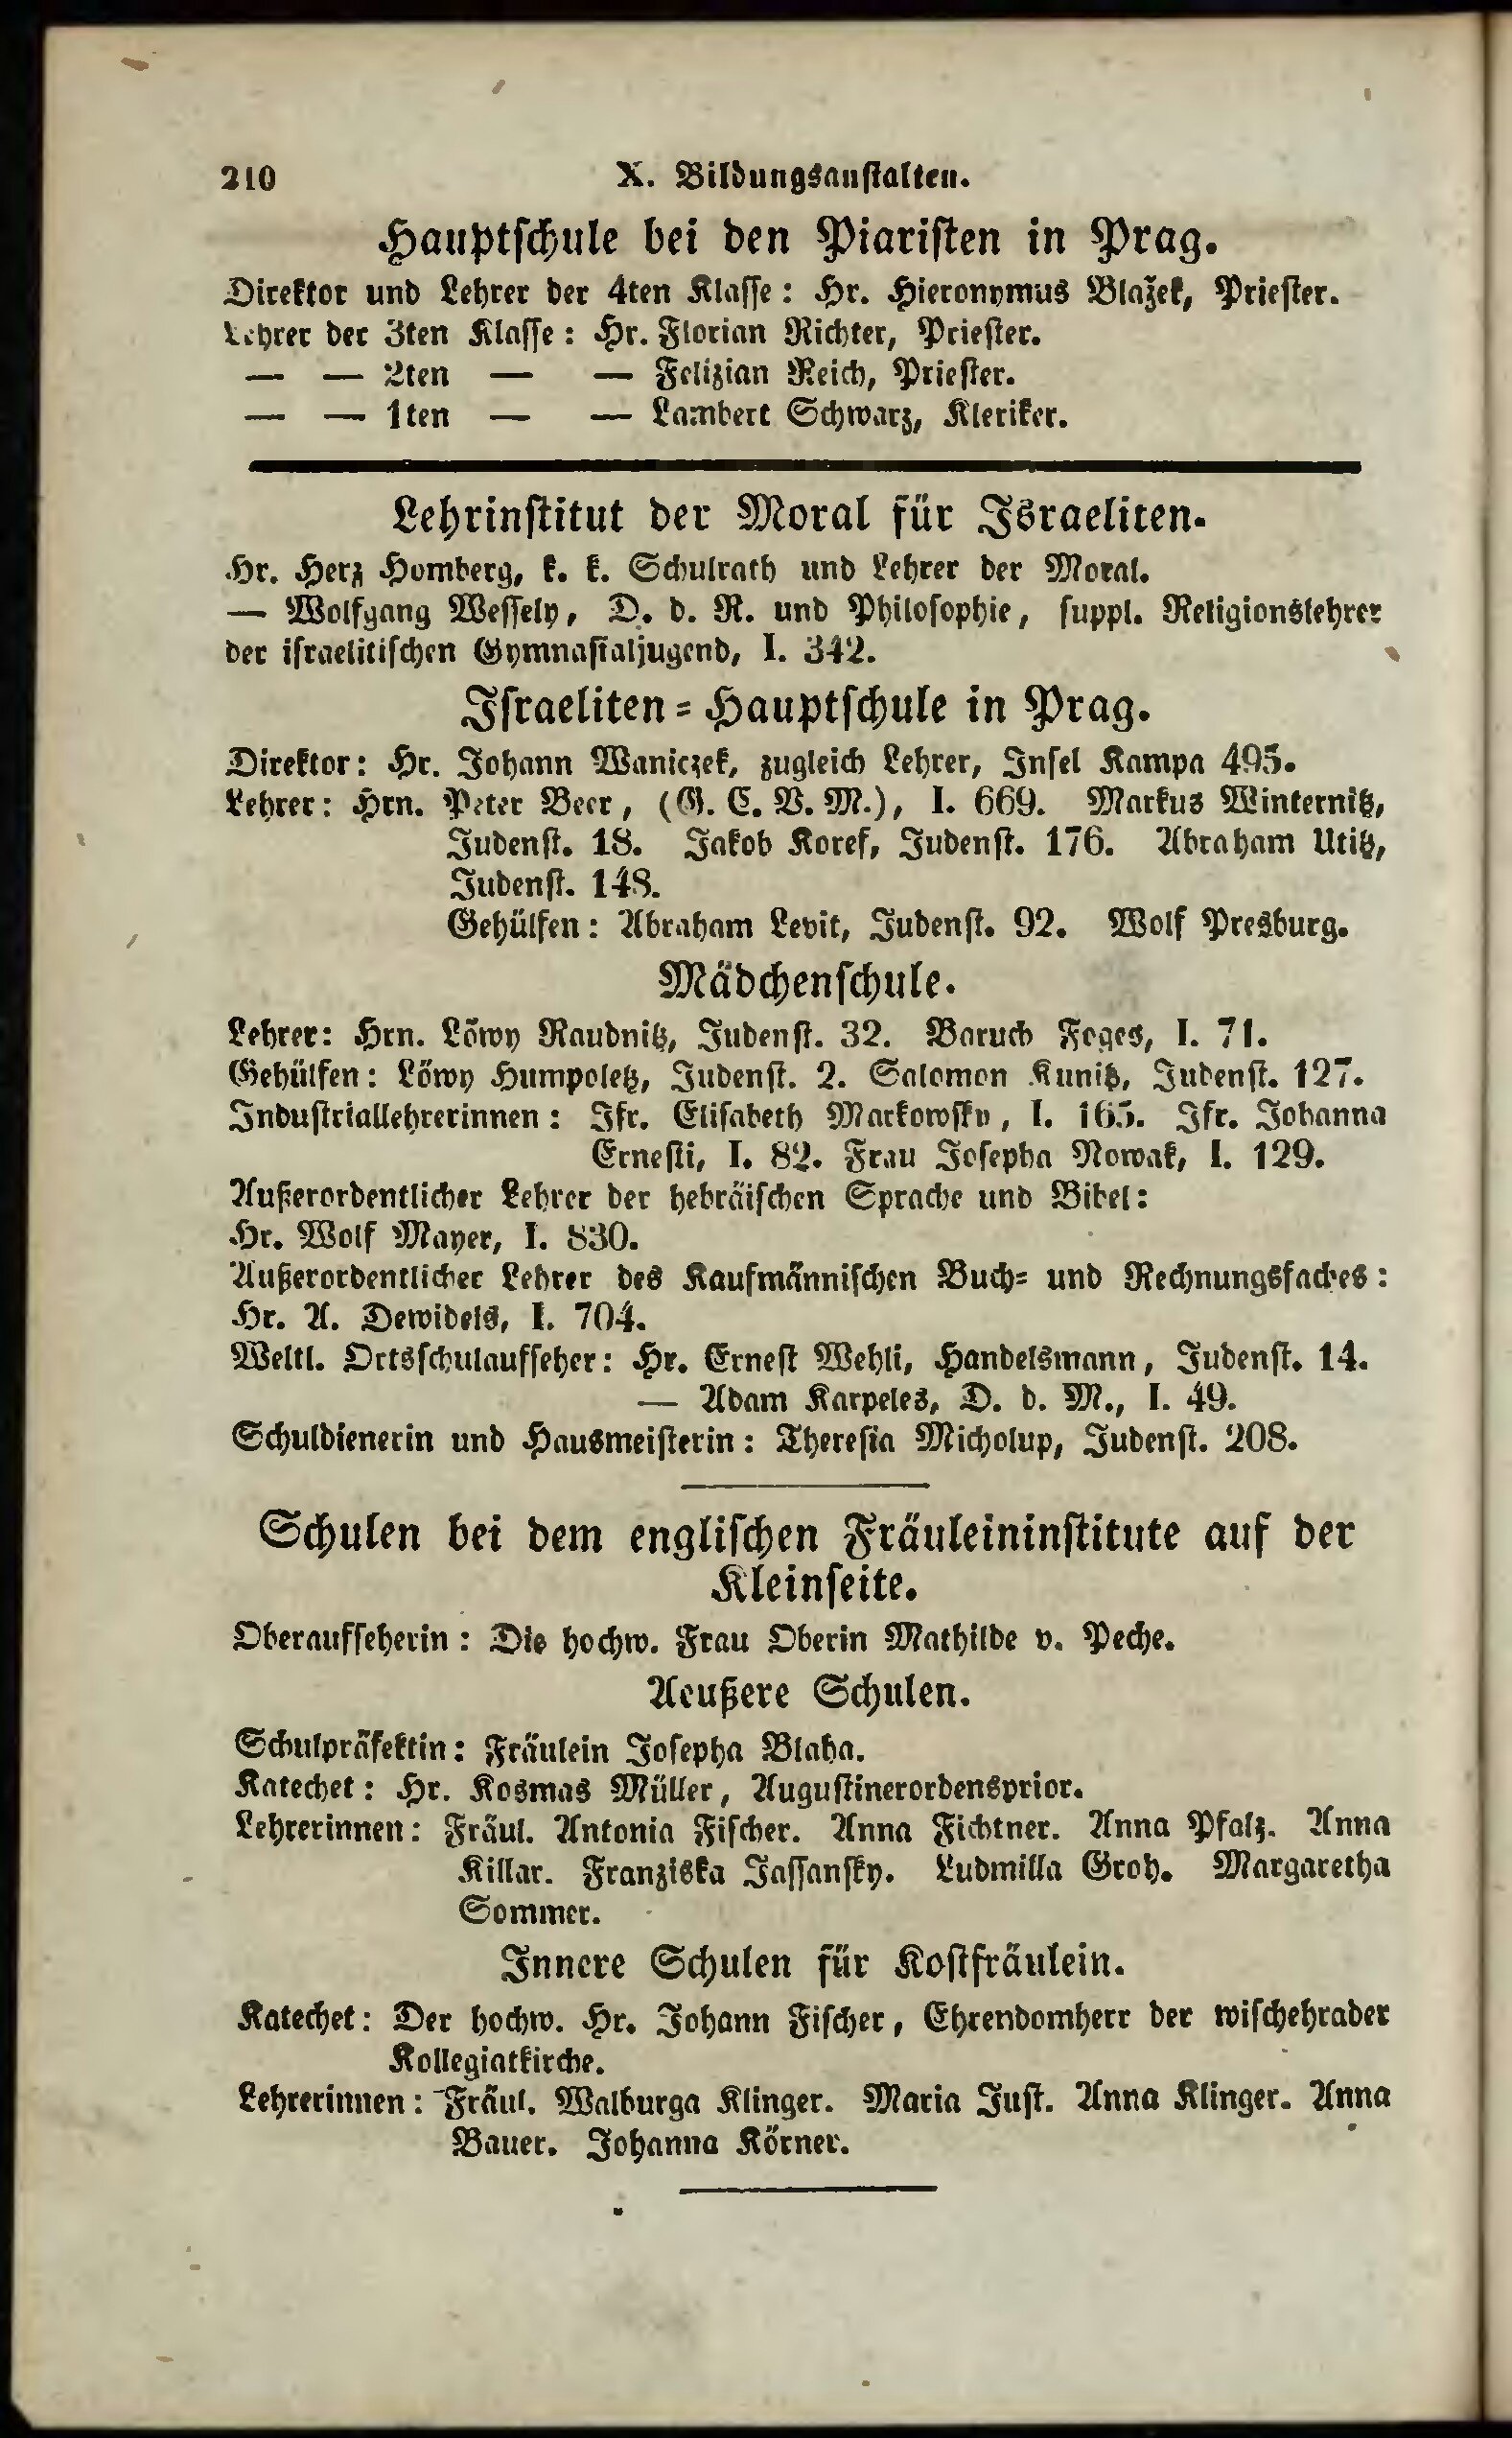 210 X. Bildungsanstalten.
Hauptschule bei den Piaristen in Prag.
Direktor und Lehrer der 4ten Klasse: Hr. Hieronymus Blažek, Priester.
Lehrer der 3ten Klasse: Hr. Florian Richter, Priester.
— — 2ten — — Felizian Reich, Priester.
— — 1ten — — Lambert Schwarz, Kleriker.
Lehrinstitut der Moral für Israeliten.
Hr. Herz Homberg, k. k. Schulrath und Lehrer der Moral.
— Wolfgang Wessely, D. d. R. und Philosophie, suppl. Religionslehrer
der israelitischen Gymnasialjugend, I. 342.
Israeliten=Hauptschule in Prag.
Direktor: Hr. Johann Waniczek, zugleich Lehrer, Insel Kampa 495.
Lehrer: Hrn. Peter Beer, (G. C. V. M.), I. 669. Markus Winternitz,
Judenst. 18. Jakob Koref, Judenst. 176. Abraham Utitz,
Judenst. 148.
Gehülfen: Abraham Levit, Judenst. 92. Wolf Presburg.
Mädchenschule.
Lehrer: Hrn. Löwy Raudnitz, Judenst. 32. Baruch Foges, I. 71.
Gehülfen: Löwy Humpoletz, Judenst. 2. Salomon Kunitz, Judenst. 127.
Industriallehrerinnen: Jfr. Elisabeth Markowsky, I. 165. Jfr. Johanna
Ernesti, I. 82. Frau Josepha Nowak, I. 129.
Außerordentlicher Lehrer der hebräischen Sprache und Bibel:
Hr. Wolf Mayer, I. 830.
Außerordentlicher Lehrer des Kaufmännischen Buch= und Rechnungsfaches:
Hr. A. Dewidels, I. 704.
Weltl. Ortsschulaufseher: Hr. Ernest Wehli, Handelsmann, Judenst. 14.
— Adam Karpeles, D. d. M., I. 49.
Schuldienerin und Hausmeisterin: Theresia Micholup, Judenst. 208.
Schulen bei dem englischen Fräuleininstitute auf der
Kleinseite.
Oberaufseherin: Die hochw. Frau Oberin Mathilde v. Peche.
Aeußere Schulen.
Schulpräfektin: Fräulein Josepha Blaha.
Katechet: Hr. Kosmas Müller, Augustinerordensprior.
Lehrerinnen: Fräul. Antonia Fischer. Anna Fichtner. Anna Pfalz. Anna
Killar. Franziska Jassansky. Ludmilla Groh. Margaretha
Sommer.
Innere Schulen für Kostfräulein.
Katechet: Der hochw. Hr. Johann Fischer, Ehrendomherr der wischehrader
Kollegiatkirche.
Lehrerinnen: Fräul. Walburga Klinger. Maria Just. Anna Klinger. Anna
Bauer. Johanna Körner.